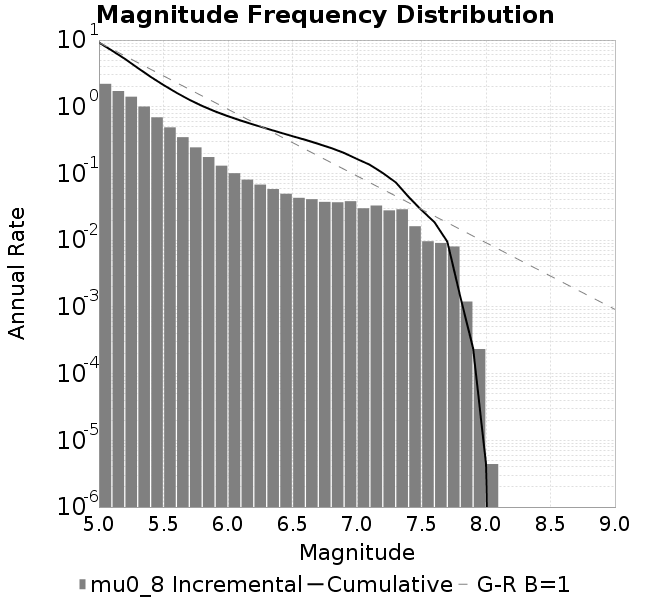 Magnitude Frequency Distribution
Annual Rate
10^1
10^0
10^-1
10^-2
10^-3
10^-4
10^-5
10^-6
5.0 5.5 6.0 6.5 7.0 7.5 8.0 8.5 9.0
Magnitude
mu0_8 Incremental Cumulative G-R B=1